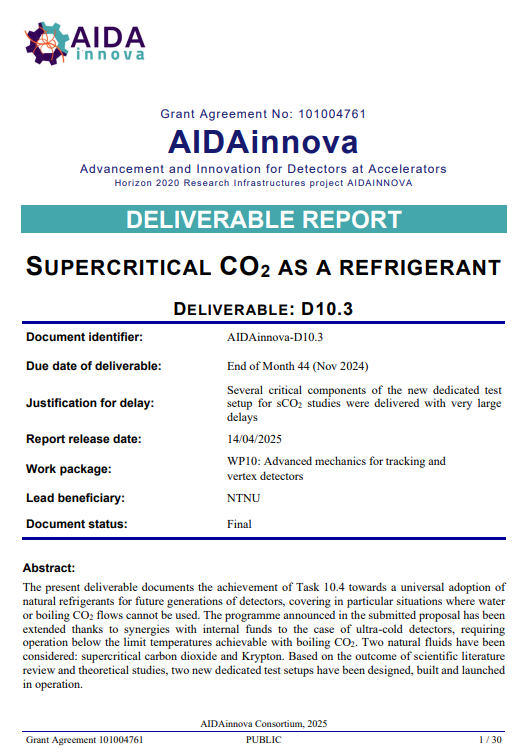 AIDA
innova
Grant Agreement No: 101004761
AIDAinnova
Advancement and Innovation for Detectors at Accelerators
Horizon 2020 Research Infrastructures project AIDAINNOVA
DELIVERABLE REPORT
SUPERCRITICAL CO2 AS A REFRIGERANT
DELIVERABLE: D10.3
Document identifier: AIDAinnova-D10.3
Due date of deliverable: End of Month 44 (Nov 2024)
Justification for delay: Several critical components of the new dedicated test
setup for sCO2 studies were delivered with very large
delays
Report release date: 14/04/2025
Work package: WP10: Advanced mechanics for tracking and
vertex detectors
Lead beneficiary: NTNU
Document status: Final
Abstract:
The present deliverable documents the achievement of Task 10.4 towards a universal adoption of
natural refrigerants for future generations of detectors, covering in particular situations where water
or boiling CO2 flows cannot be used. The programme announced in the submitted proposal has been
extended thanks to synergies with internal funds to the case of ultra-cold detectors, requiring
operation below the limit temperatures achievable with boiling CO2. Two natural fluids have been
considered: supercritical carbon dioxide and Krypton. Based on the outcome of scientific literature
review and theoretical studies, two new dedicated test setups have been designed, built and launched
in operation.
AIDAinnova Consortium, 2025
Grant Agreement 101004761 PUBLIC 1 / 30